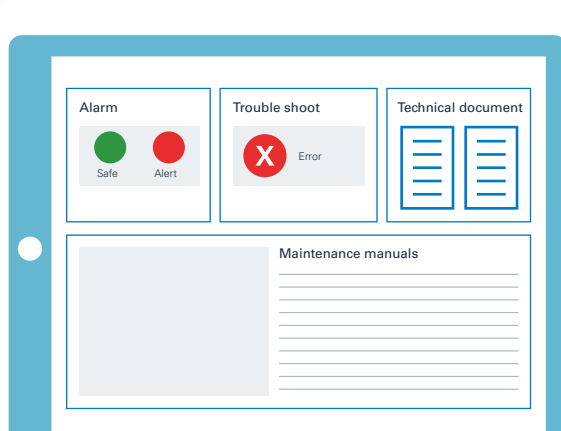 Alarm
Safe
Alert
Trouble shoot
X
Error
Technical document
Maintenance manuals